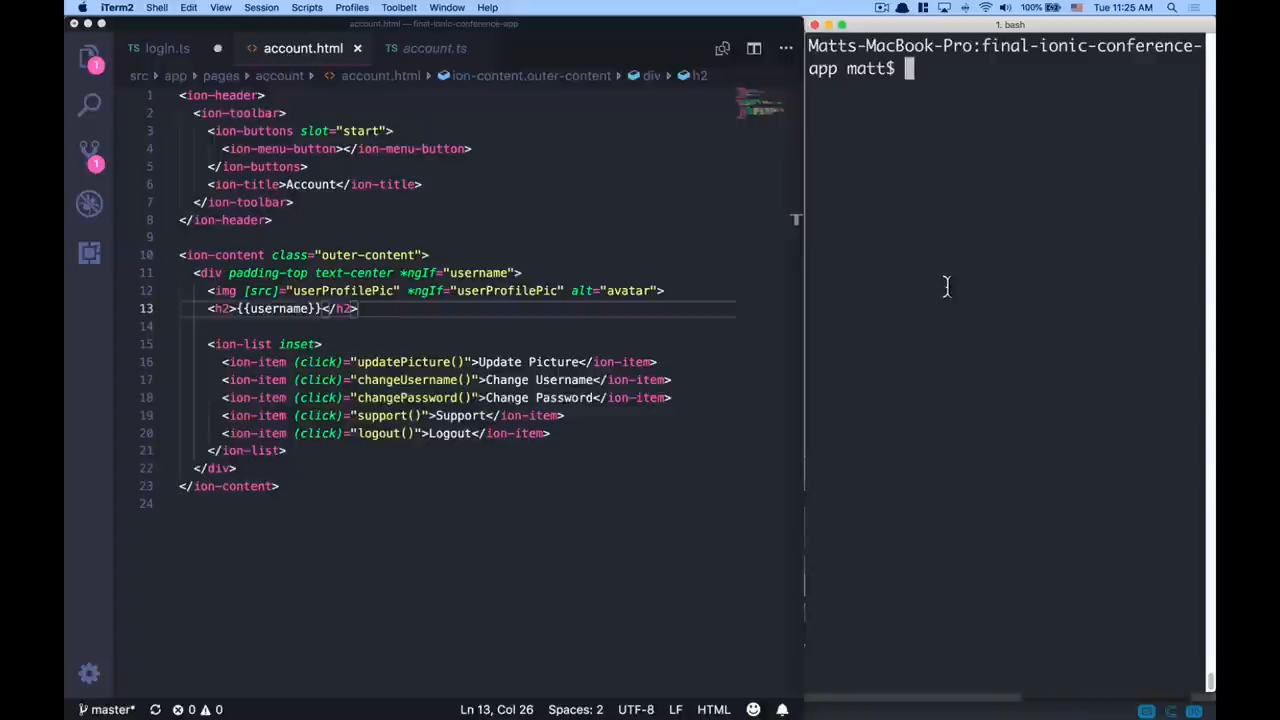 iTerm2 Shell Edit View Session Scripts Profiles Toolbelt Window Help 100% Tue 11:25 AM
account.html — final-ionic-conference-app
1. bash
login.ts account.html account.ts
src app pages account account.html ion-content.outer-content div h2
1 <ion-header>
2 <ion-toolbar>
3 <ion-buttons slot="start">
4 <ion-menu-button></ion-menu-button>
5 </ion-buttons>
6 <ion-title>Account</ion-title>
7 </ion-toolbar>
8 </ion-header>
9
10 <ion-content class="outer-content">
11 <div padding-top text-center *ngIf="username">
12 <img [src]="userProfilePic" *ngIf="userProfilePic" alt="avatar">
13 <h2>{{username}}</h2>
14
15 <ion-list inset>
16 <ion-item (click)="updatePicture()">Update Picture</ion-item>
17 <ion-item (click)="changeUsername()">Change Username</ion-item>
18 <ion-item (click)="changePassword()">Change Password</ion-item>
19 <ion-item (click)="support()">Support</ion-item>
20 <ion-item (click)="logout()">Logout</ion-item>
21 </ion-list>
22 </div>
23 </ion-content>
24
1
1
T
master* 0 0 Ln 13, Col 26 Spaces: 2 UTF-8 LF HTML
Matts-MacBook-Pro:final-ionic-conference-
app matt$